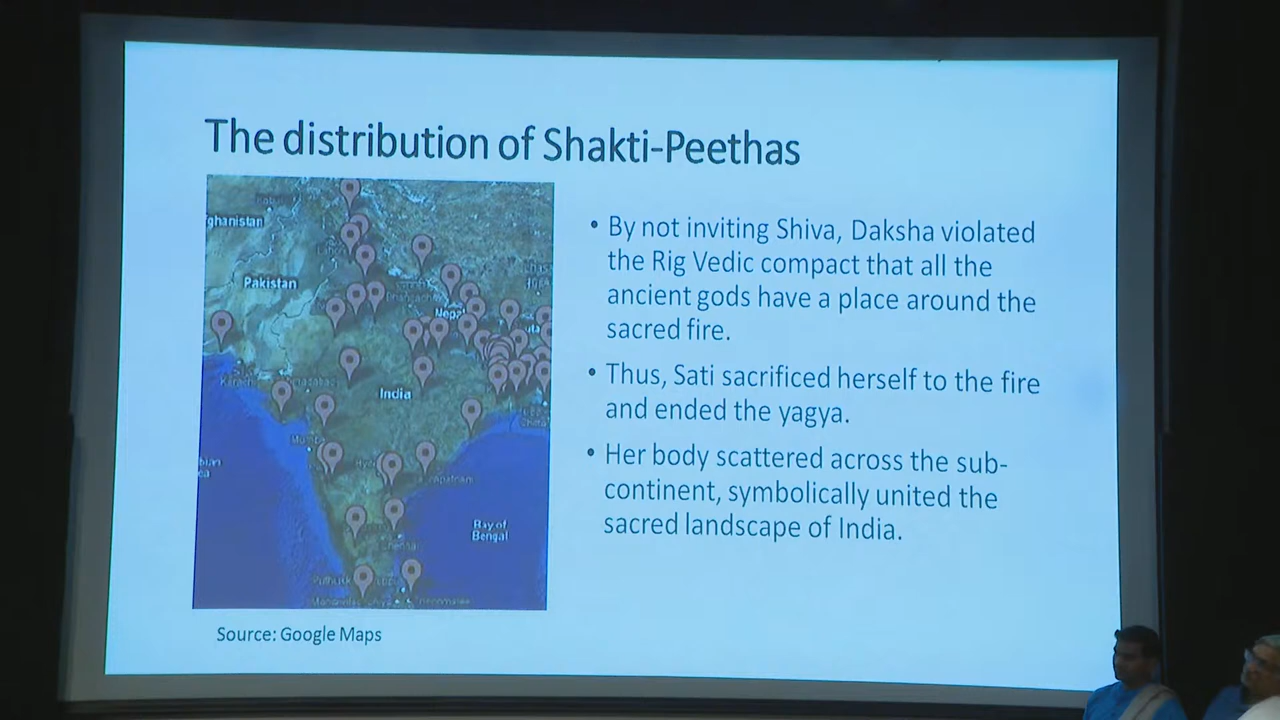 The distribution of Shakti-Peethas
ghanistan
Pakistan
Nepal
India
Bay of
Bengal
• By not inviting Shiva, Daksha violated
the Rig Vedic compact that all the
ancient gods have a place around the
sacred fire.
• Thus, Sati sacrificed herself to the fire
and ended the yagya.
• Her body scattered across the sub-
continent, symbolically united the
sacred landscape of India.
Source: Google Maps